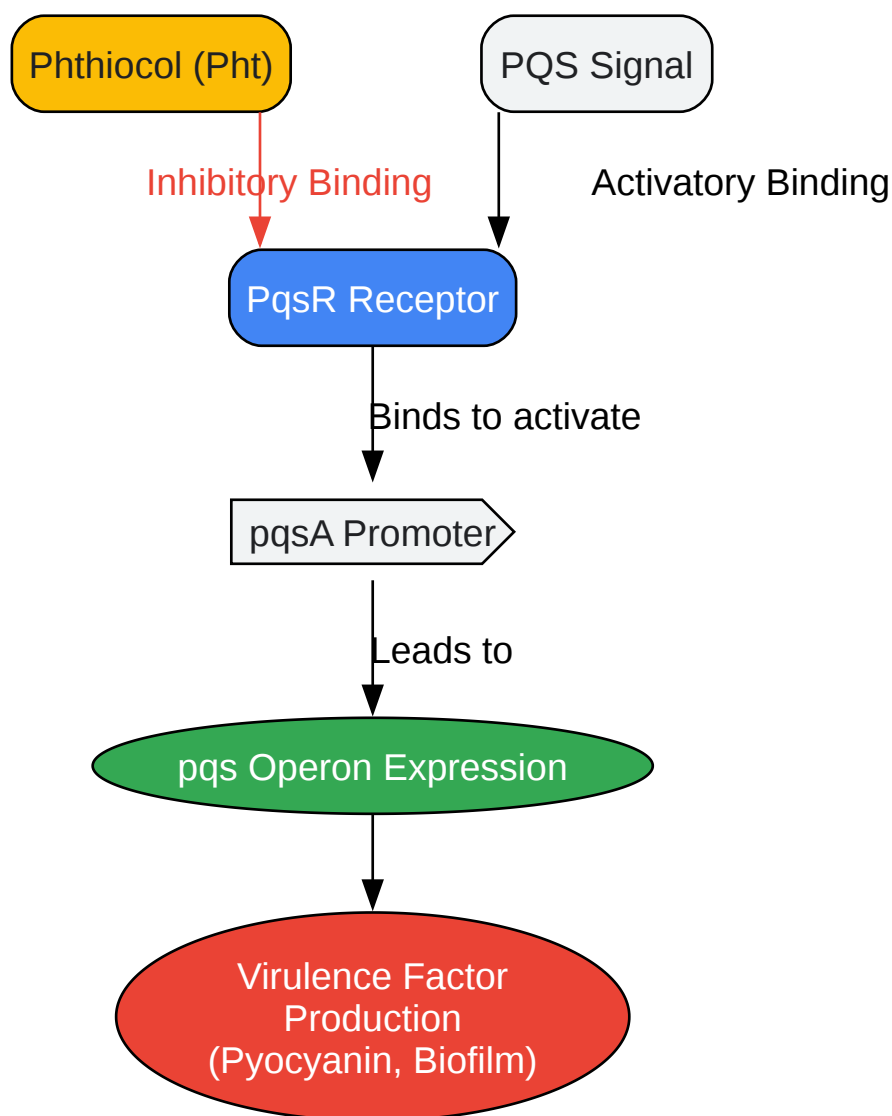 Phthiocol (Pht)
PQS Signal
Inhibitory Binding
Activatory Binding
PqsR Receptor
Binds to activate
pqsA Promoter
Leads to
pqs Operon Expression
Virulence Factor
Production
(Pyocyanin, Biofilm)